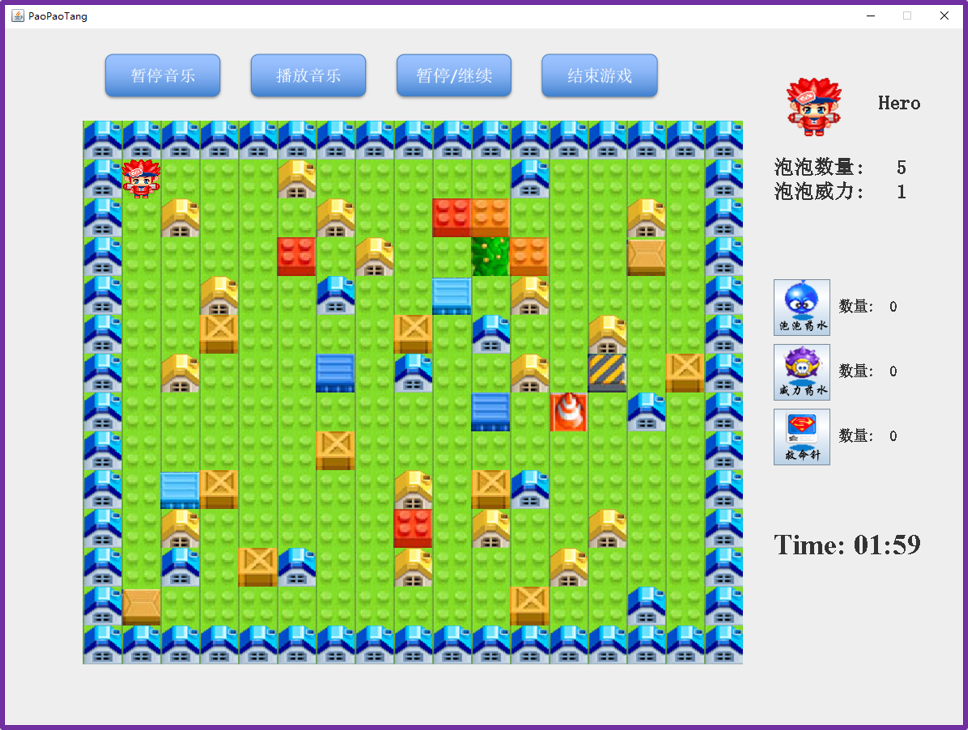 PaoPaoTang
暂停音乐
播放音乐
暂停/继续
结束游戏
Hero
泡泡数量: 5
泡泡威力: 1
泡泡药水
数量: 0
威力药水
数量: 0
救命针
数量: 0
Time: 01:59